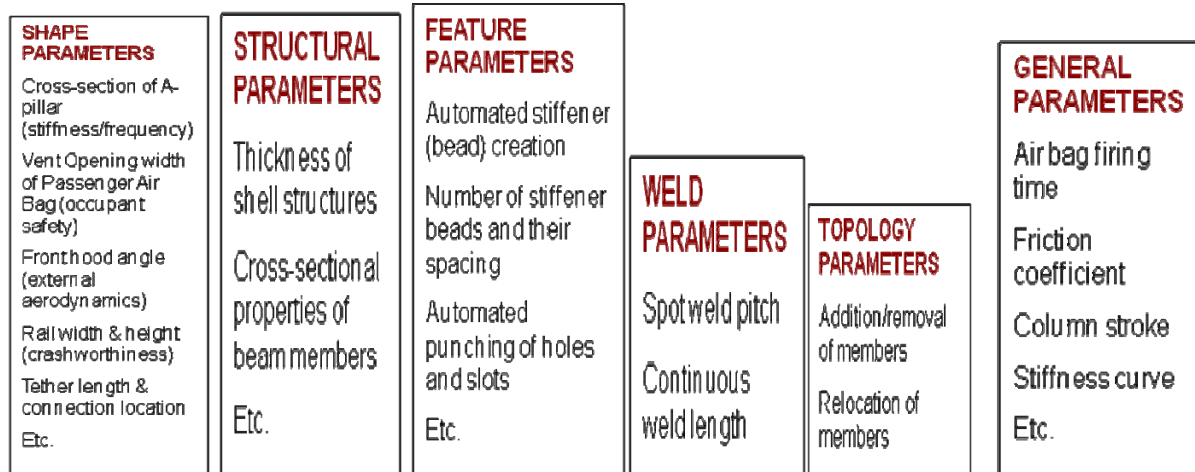 SHAPE
PARAMETERS
Cross-section of A-
pillar
(stiffness/frequency)
Vent Opening width
of Passenger Air
Bag (occupant
safety)
Front hood angle
(external
aerodynamics)
Rail width & height
(crashworthiness)
Tether length &
connection location
Etc.
STRUCTURAL
PARAMETERS
Thickness of
shell structures
Cross-sectional
properties of
beam members
Etc.
FEATURE
PARAMETERS
Automated stiffener
(bead) creation
Number of stiffener
beads and their
spacing
Automated
punching of holes
and slots
Etc.
WELD
PARAMETERS
Spot weld pitch
Continuous
weld length
TOPOLOGY
PARAMETERS
Addition/removal
of members
Relocation of
members
GENERAL
PARAMETERS
Air bag firing
time
Friction
coefficient
Column stroke
Stiffness curve
Etc.